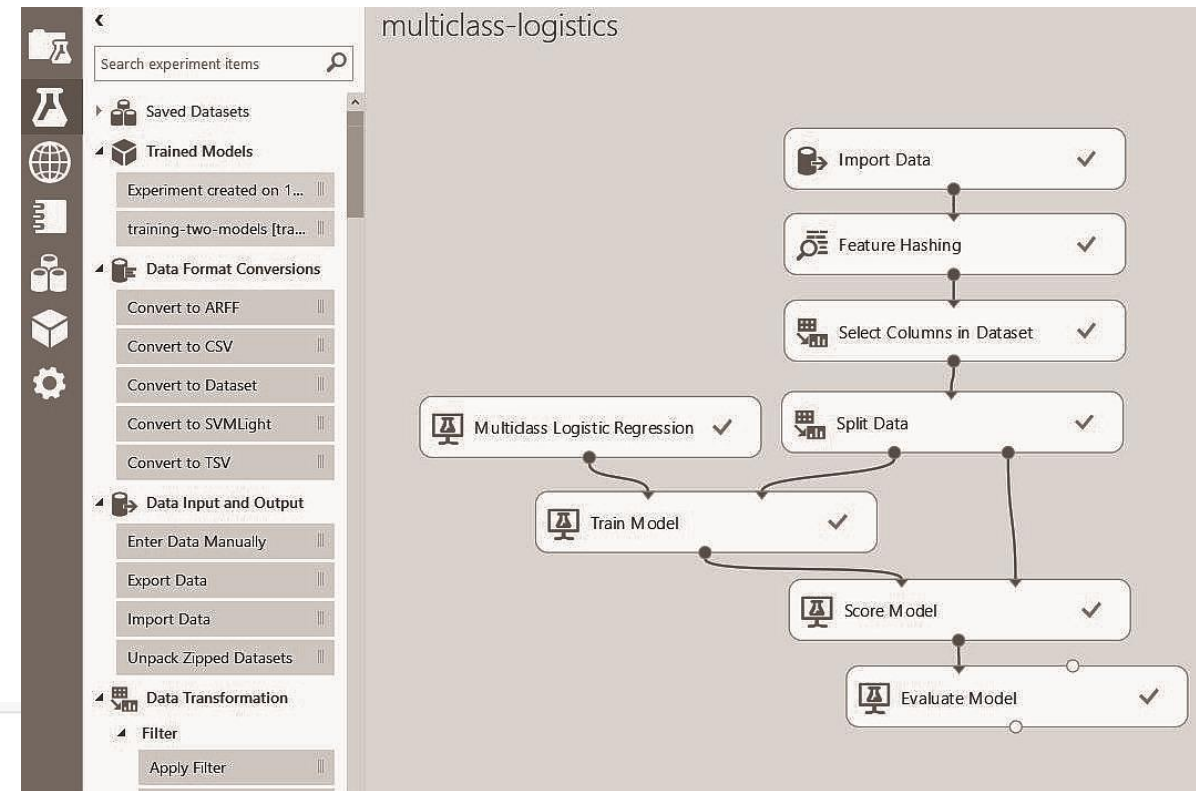 multiclass-logistics
Search experiment items
Saved Datasets
Trained Models
Experiment created on 1...
training-two-models [tra...
Data Format Conversions
Convert to ARFF
Convert to CSV
Convert to Dataset
Convert to SVMLight
Convert to TSV
Data Input and Output
Enter Data Manually
Export Data
Import Data
Unpack Zipped Datasets
Data Transformation
Filter
Apply Filter
Import Data
Feature Hashing
Select Columns in Dataset
Multiclass Logistic Regression
Split Data
Train Model
Score Model
Evaluate Model